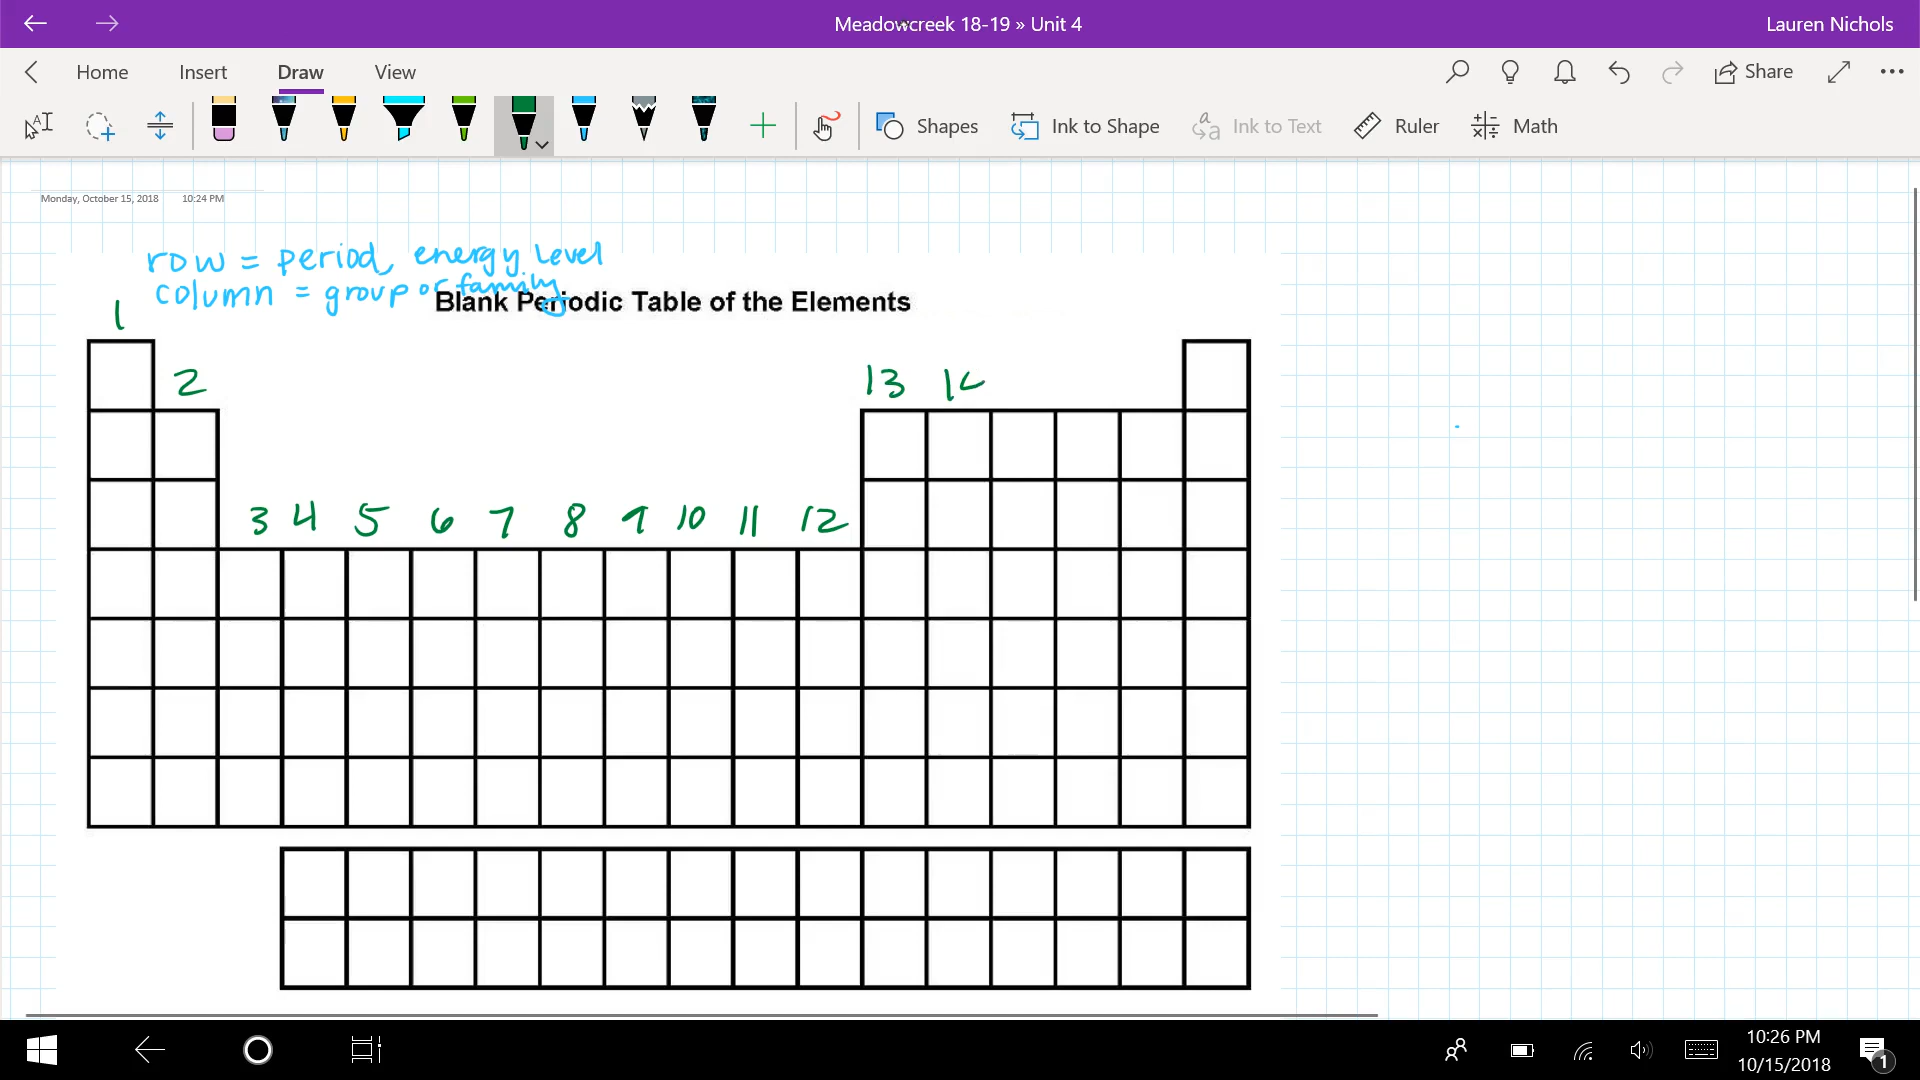 Meadowcreek 18-19 » Unit 4
Lauren Nichols
Home Insert Draw View
Share
Shapes Ink to Shape Ink to Text Ruler Math
Monday, October 15, 2018 10:24 PM
row = period, energy level
column = group or family
Blank Periodic Table of the Elements
1
2 13 14
3 4 5 6 7 8 9 10 11 12
10:26 PM
10/15/2018
1